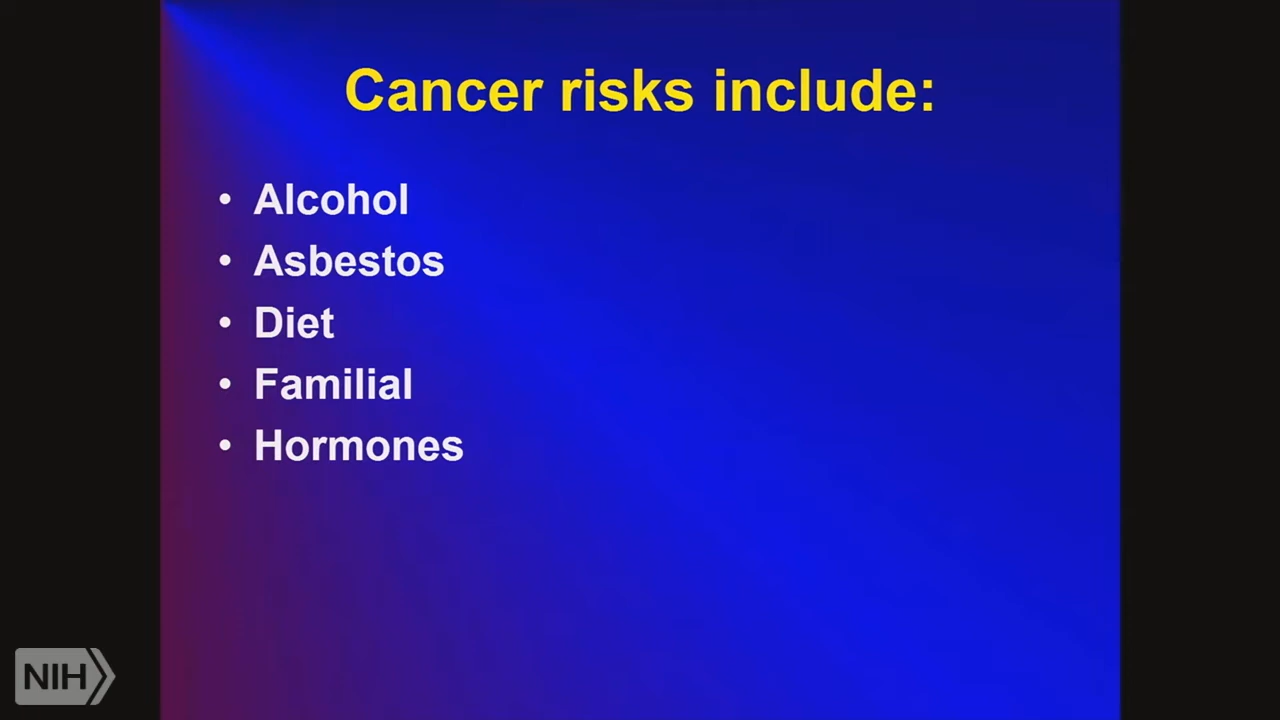 Cancer risks include:
• Alcohol
• Asbestos
• Diet
• Familial
• Hormones
NIH